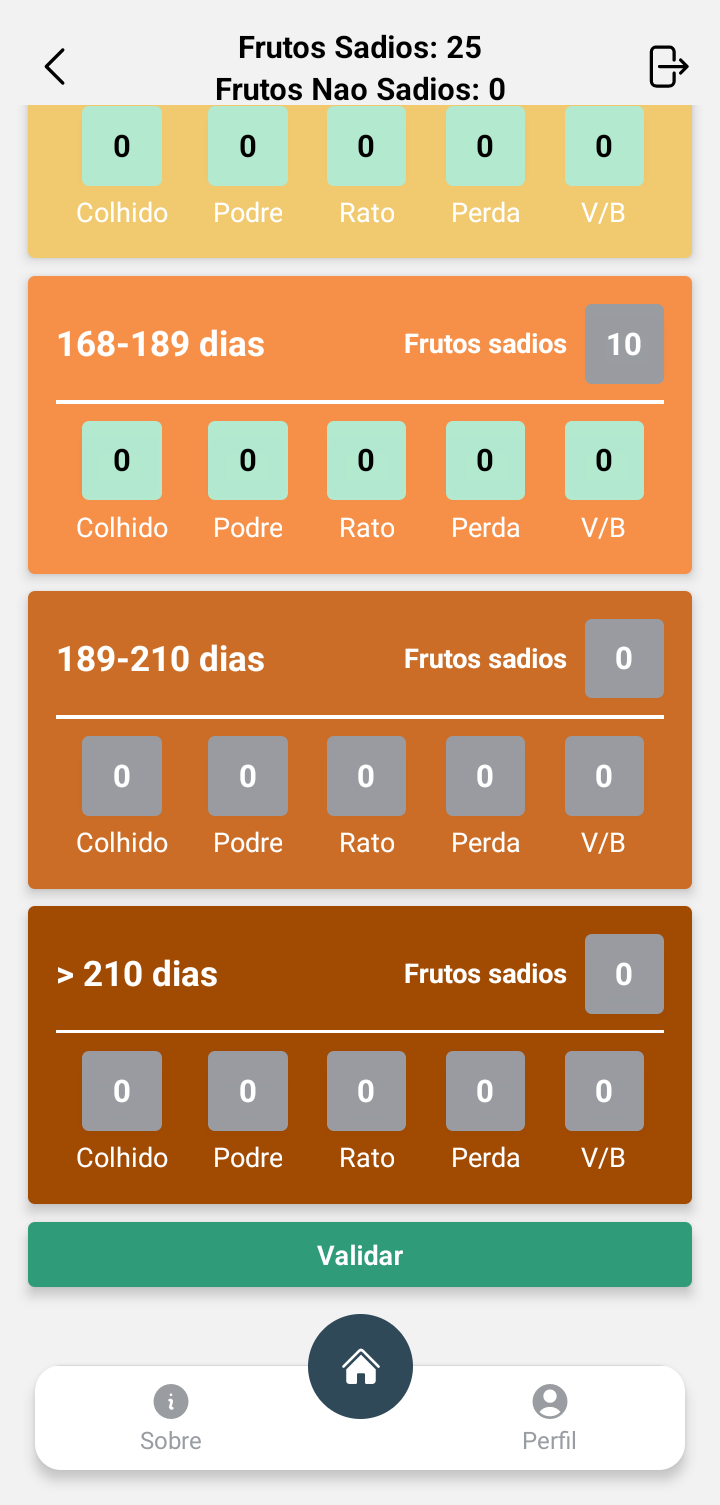 Frutos Sadios: 25
Frutos Nao Sadios: 0
0 0 0 0 0
Colhido Podre Rato Perda V/B
168-189 dias Frutos sadios 10
0 0 0 0 0
Colhido Podre Rato Perda V/B
189-210 dias Frutos sadios 0
0 0 0 0 0
Colhido Podre Rato Perda V/B
> 210 dias Frutos sadios 0
0 0 0 0 0
Colhido Podre Rato Perda V/B
Validar
Sobre Perfil